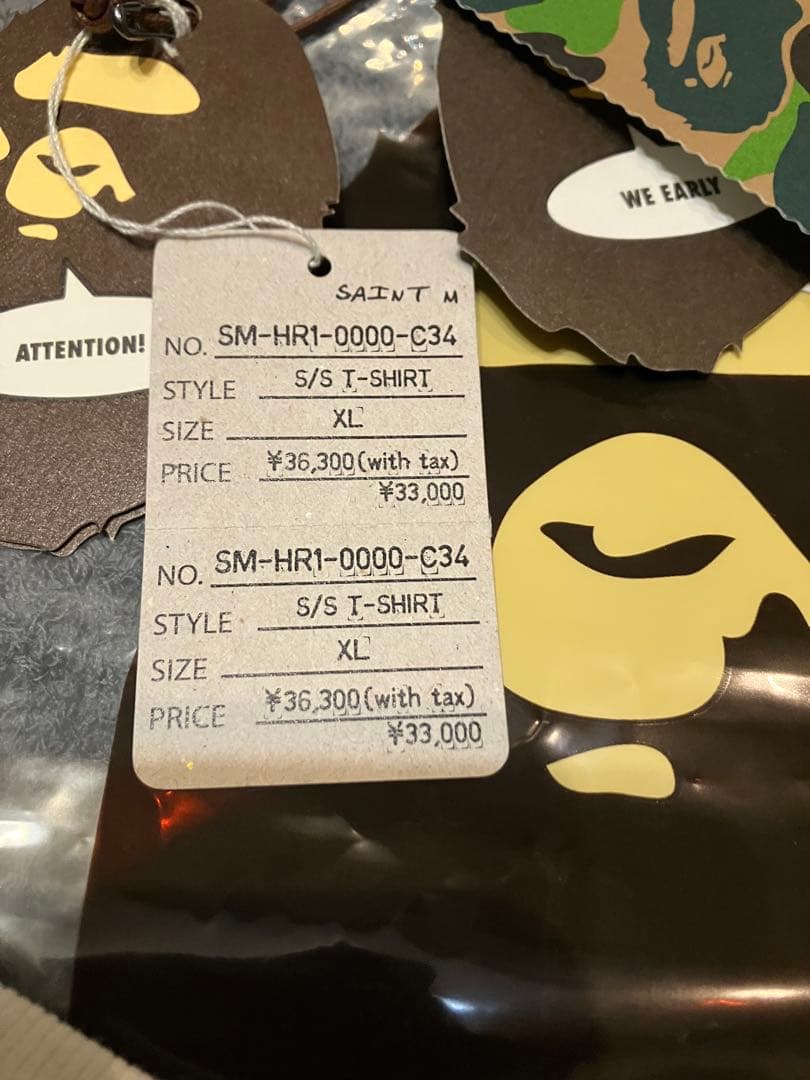 WE EARLY
ATTENTION!
SAINT M
NO. SM-HR1-0000-C34
STYLE S/S T-SHIRT
SIZE XL
PRICE ¥36,300(with tax)
¥33,000
NO. SM-HR1-0000-C34
STYLE S/S T-SHIRT
SIZE XL
PRICE ¥36,300(with tax)
¥33,000